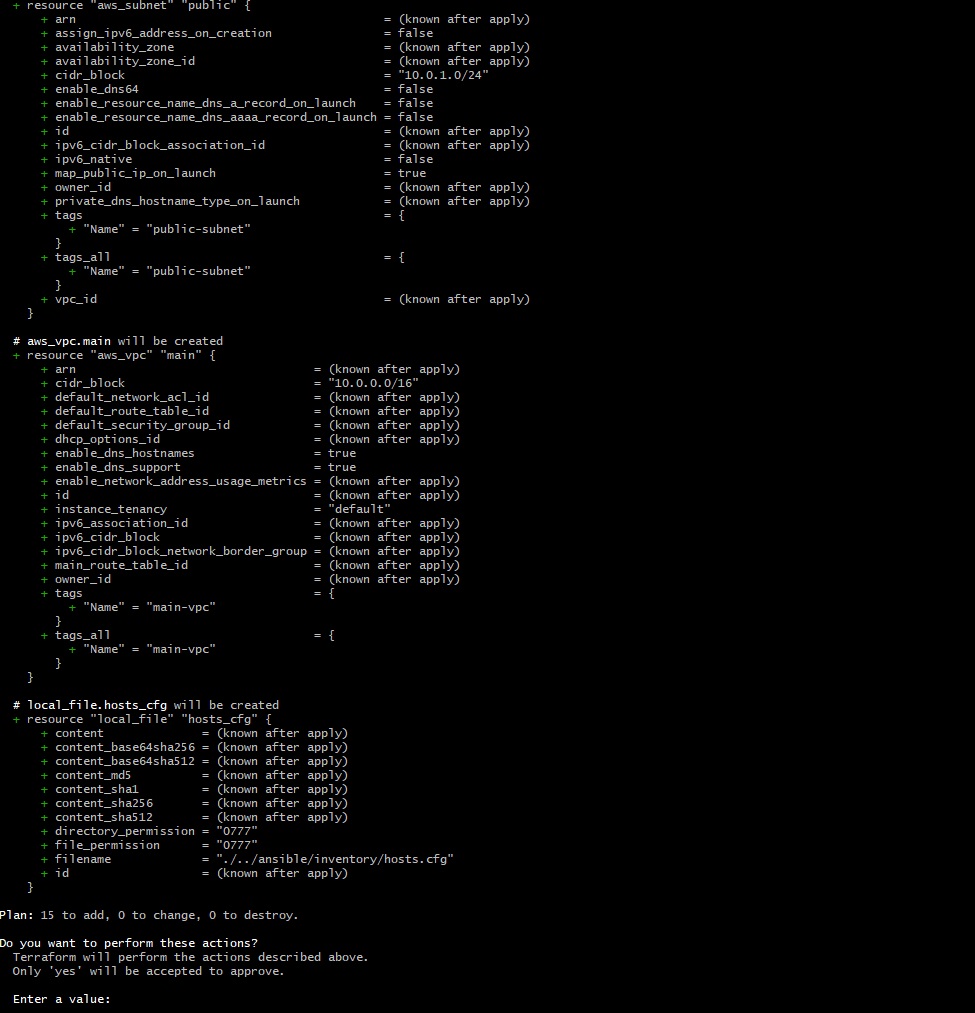 + resource "aws_subnet" "public" {
+ arn = (known after apply)
+ assign_ipv6_address_on_creation = false
+ availability_zone = (known after apply)
+ availability_zone_id = (known after apply)
+ cidr_block = "10.0.1.0/24"
+ enable_dns64 = false
+ enable_resource_name_dns_a_record_on_launch = false
+ enable_resource_name_dns_aaaa_record_on_launch = false
+ id = (known after apply)
+ ipv6_cidr_block_association_id = (known after apply)
+ ipv6_native = false
+ map_public_ip_on_launch = true
+ owner_id = (known after apply)
+ private_dns_hostname_type_on_launch = (known after apply)
+ tags = {
+ "Name" = "public-subnet"
}
+ tags_all = {
+ "Name" = "public-subnet"
}
+ vpc_id = (known after apply)
}
# aws_vpc.main will be created
+ resource "aws_vpc" "main" {
+ arn = (known after apply)
+ cidr_block = "10.0.0.0/16"
+ default_network_acl_id = (known after apply)
+ default_route_table_id = (known after apply)
+ default_security_group_id = (known after apply)
+ dhcp_options_id = (known after apply)
+ enable_dns_hostnames = true
+ enable_dns_support = true
+ enable_network_address_usage_metrics = (known after apply)
+ id = (known after apply)
+ instance_tenancy = "default"
+ ipv6_association_id = (known after apply)
+ ipv6_cidr_block = (known after apply)
+ ipv6_cidr_block_network_border_group = (known after apply)
+ main_route_table_id = (known after apply)
+ owner_id = (known after apply)
+ tags = {
+ "Name" = "main-vpc"
}
+ tags_all = {
+ "Name" = "main-vpc"
}
}
# local_file.hosts_cfg will be created
+ resource "local_file" "hosts_cfg" {
+ content = (known after apply)
+ content_base64sha256 = (known after apply)
+ content_base64sha512 = (known after apply)
+ content_md5 = (known after apply)
+ content_sha1 = (known after apply)
+ content_sha256 = (known after apply)
+ content_sha512 = (known after apply)
+ directory_permission = "0777"
+ file_permission = "0777"
+ filename = "./../ansible/inventory/hosts.cfg"
+ id = (known after apply)
}
Plan: 15 to add, 0 to change, 0 to destroy.
Do you want to perform these actions?
Terraform will perform the actions described above.
Only 'yes' will be accepted to approve.
Enter a value: